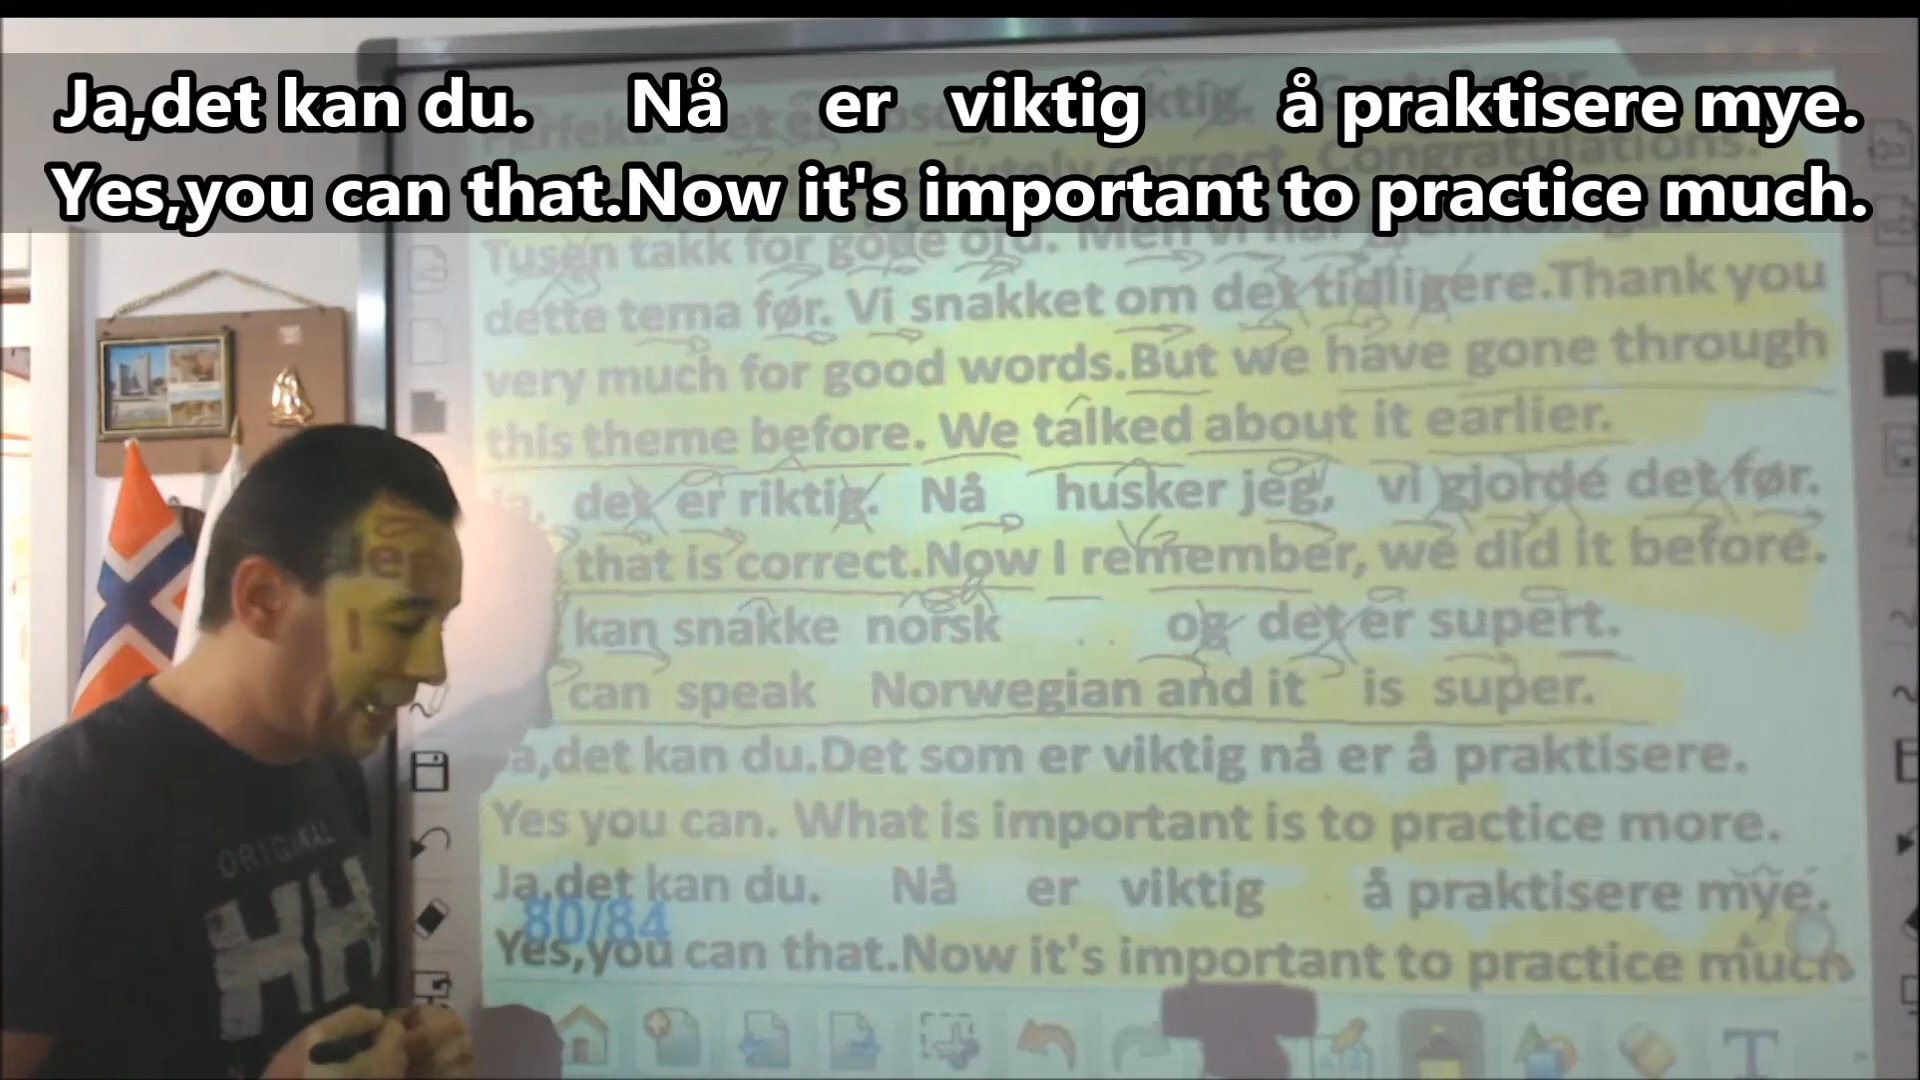 Ja,det kan du. Nå er viktig å praktisere mye.
Yes,you can that.Now it's important to practice much.
Tusen takk for gode ord. Men vi har
dette tema før. Vi snakket om det tidligere.Thank you
very much for good words.But we have gone through
this theme before. We talked about it earlier.
det er riktig. Nå husker jeg, vi gjorde det før.
that is correct.Now I remember, we did it before.
kan snakke norsk og det er supert.
can speak Norwegian and it is super.
a,det kan du.Det som er viktig nå er å praktisere.
Yes you can. What is important is to practice more.
Ja,det kan du. Nå er viktig å praktisere mye.
80/84
Yes,you can that.Now it's important to practice much
ORIGINAL
HH
T